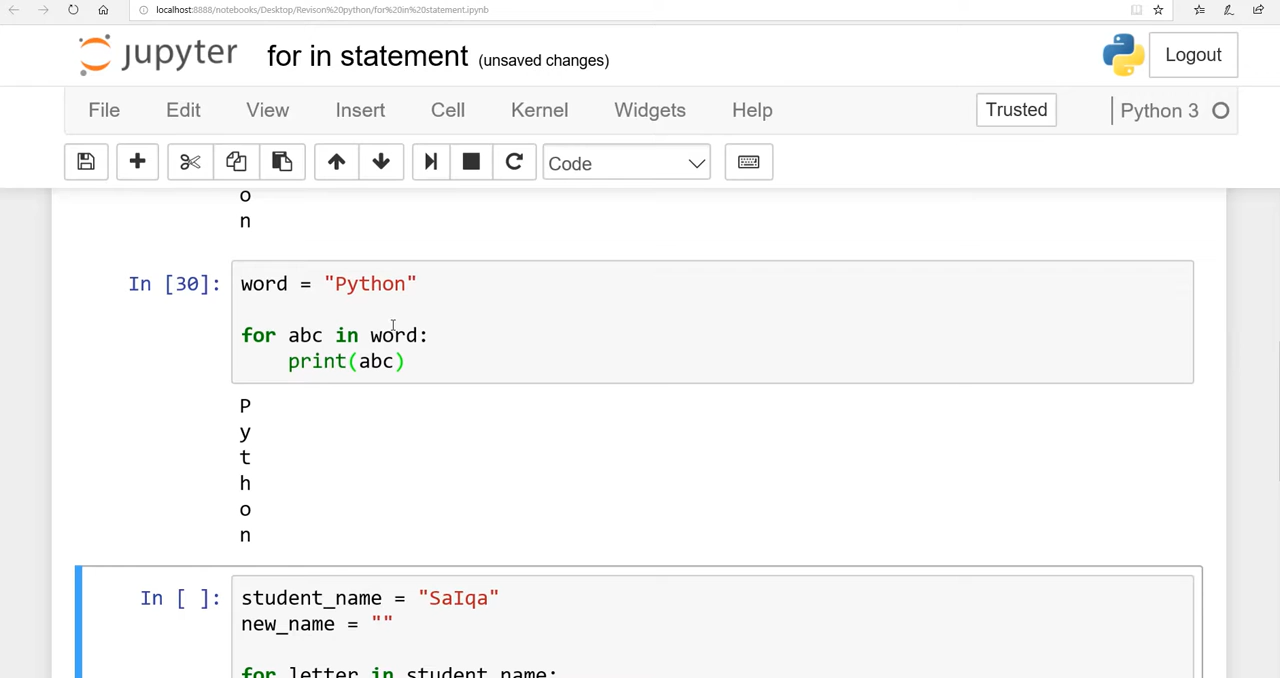 localhost:8888/notebooks/Desktop/Revison%20python/for%20in%20statement.ipynb
jupyter for in statement (unsaved changes) Logout
File Edit View Insert Cell Kernel Widgets Help Trusted Python 3
Code
o
n
In [30]: word = "Python"
for abc in word:
    print(abc)
P
y
t
h
o
n
In [ ]: student_name = "SaIqa"
new_name = ""
for letter in student_name: